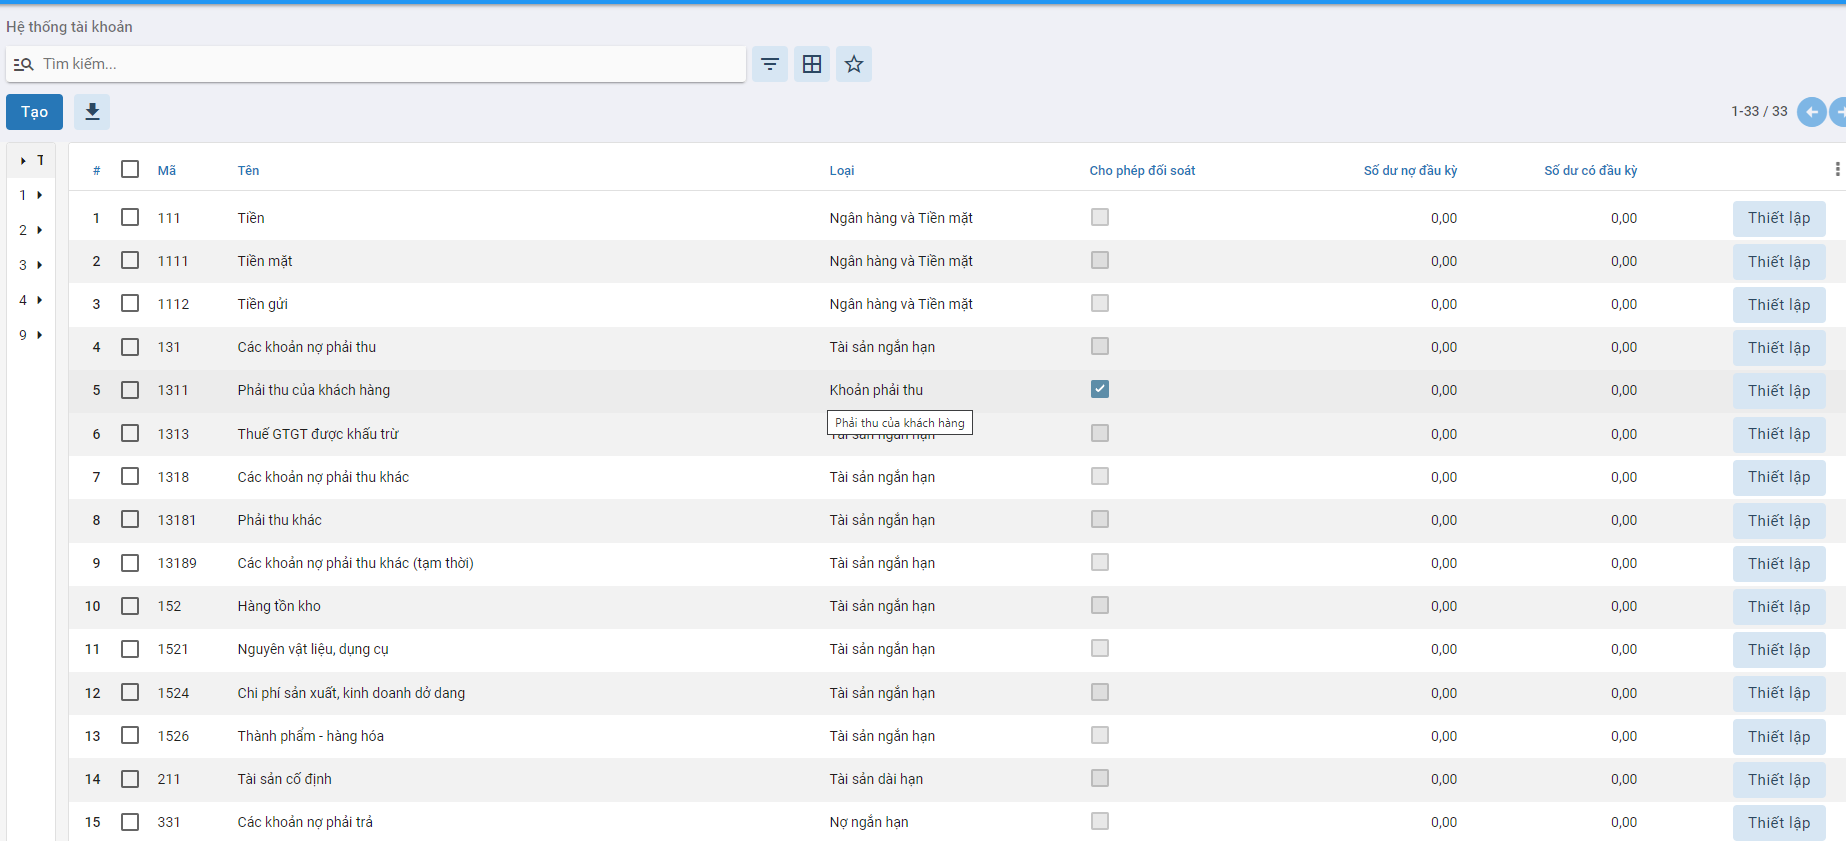 Hệ thống tài khoản
Tìm kiếm...
Tạo
1-33 / 33
T
1
2
3
4
9
# Mã Tên Loại Cho phép đối soát Số dư nợ đầu kỳ Số dư có đầu kỳ
1 111 Tiền Ngân hàng và Tiền mặt 0,00 0,00 Thiết lập
2 1111 Tiền mặt Ngân hàng và Tiền mặt 0,00 0,00 Thiết lập
3 1112 Tiền gửi Ngân hàng và Tiền mặt 0,00 0,00 Thiết lập
4 131 Các khoản nợ phải thu Tài sản ngắn hạn 0,00 0,00 Thiết lập
5 1311 Phải thu của khách hàng Khoản phải thu 0,00 0,00 Thiết lập
Phải thu của khách hàng
6 1313 Thuế GTGT được khấu trừ Tài sản ngắn hạn 0,00 0,00 Thiết lập
7 1318 Các khoản nợ phải thu khác Tài sản ngắn hạn 0,00 0,00 Thiết lập
8 13181 Phải thu khác Tài sản ngắn hạn 0,00 0,00 Thiết lập
9 13189 Các khoản nợ phải thu khác (tạm thời) Tài sản ngắn hạn 0,00 0,00 Thiết lập
10 152 Hàng tồn kho Tài sản ngắn hạn 0,00 0,00 Thiết lập
11 1521 Nguyên vật liệu, dụng cụ Tài sản ngắn hạn 0,00 0,00 Thiết lập
12 1524 Chi phí sản xuất, kinh doanh dở dang Tài sản ngắn hạn 0,00 0,00 Thiết lập
13 1526 Thành phẩm - hàng hóa Tài sản ngắn hạn 0,00 0,00 Thiết lập
14 211 Tài sản cố định Tài sản dài hạn 0,00 0,00 Thiết lập
15 331 Các khoản nợ phải trả Nợ ngắn hạn 0,00 0,00 Thiết lập